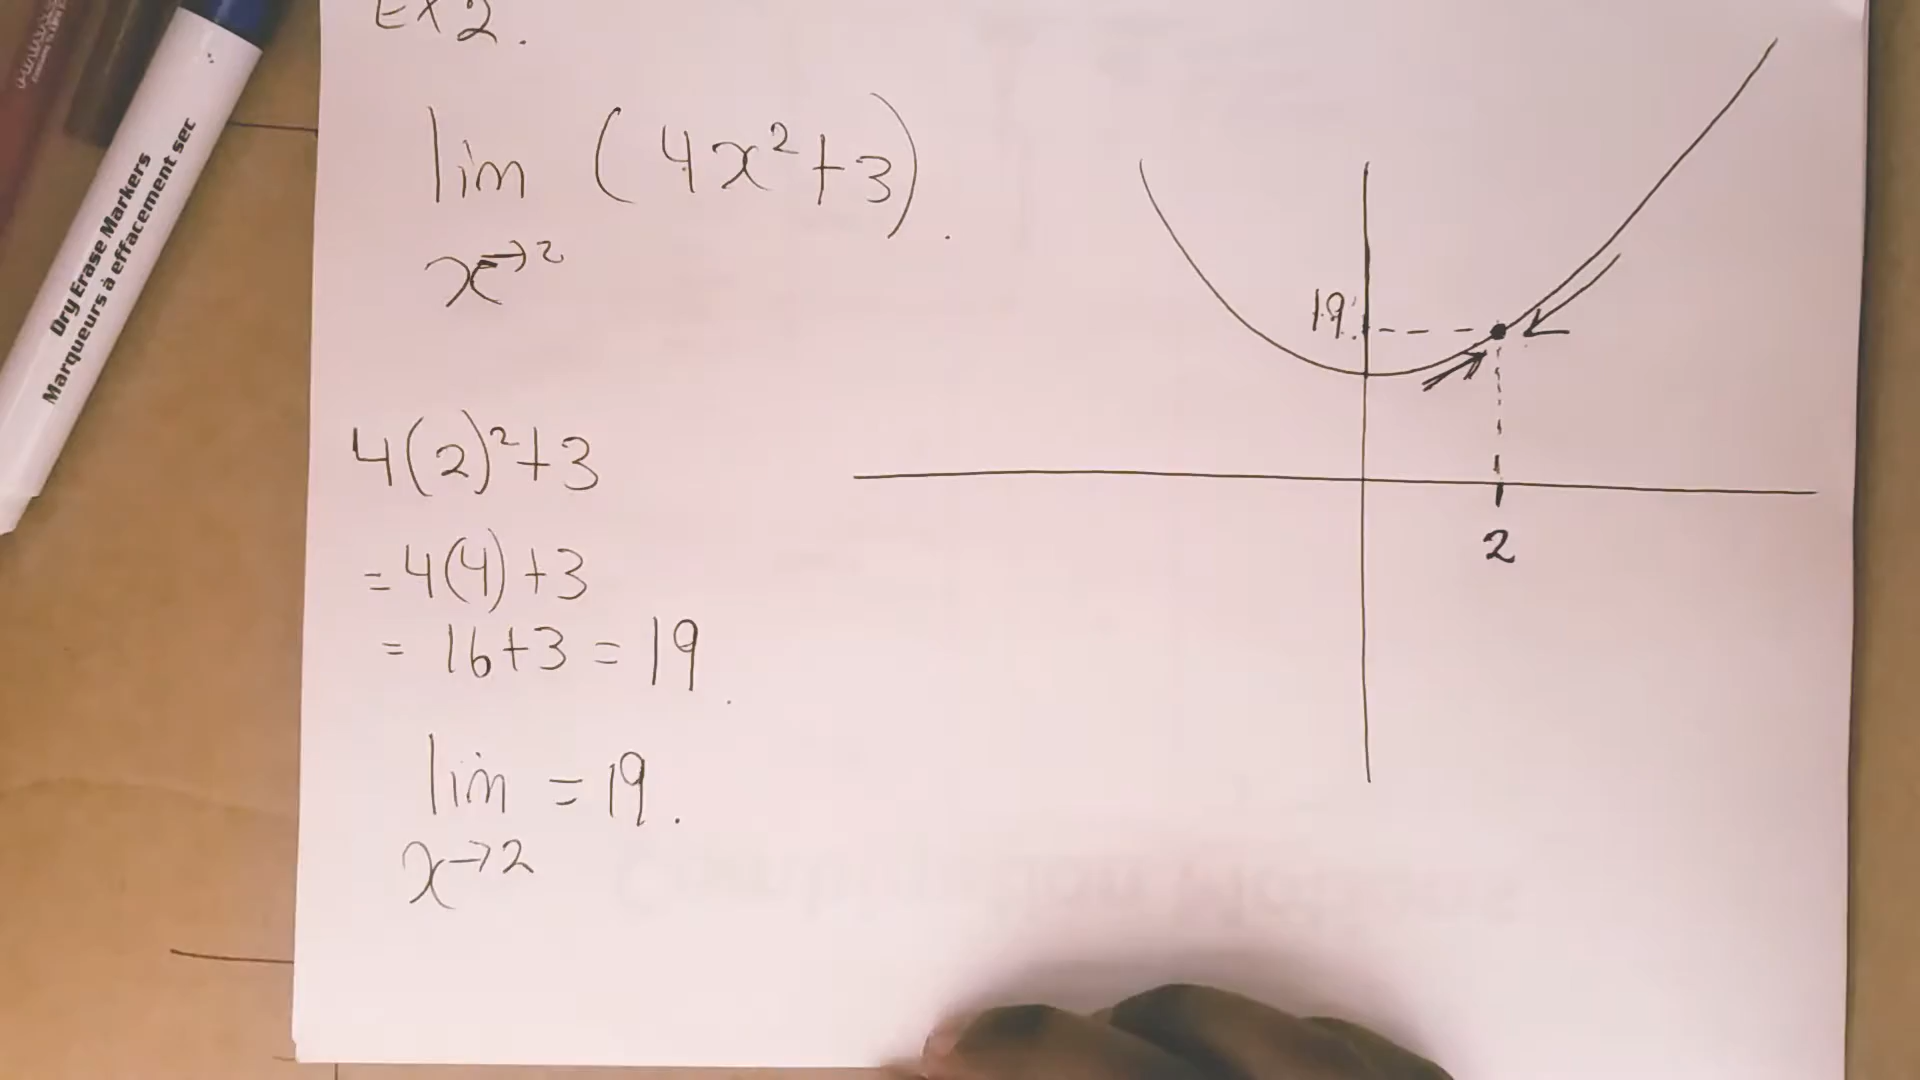 Ex 2.
lim (4x²+3).
x→2
4(2)²+3
=4(4)+3
= 16+3 = 19.
lim = 19.
x→2
19
2
Dry Erase Markers
Marqueurs à effacement sec